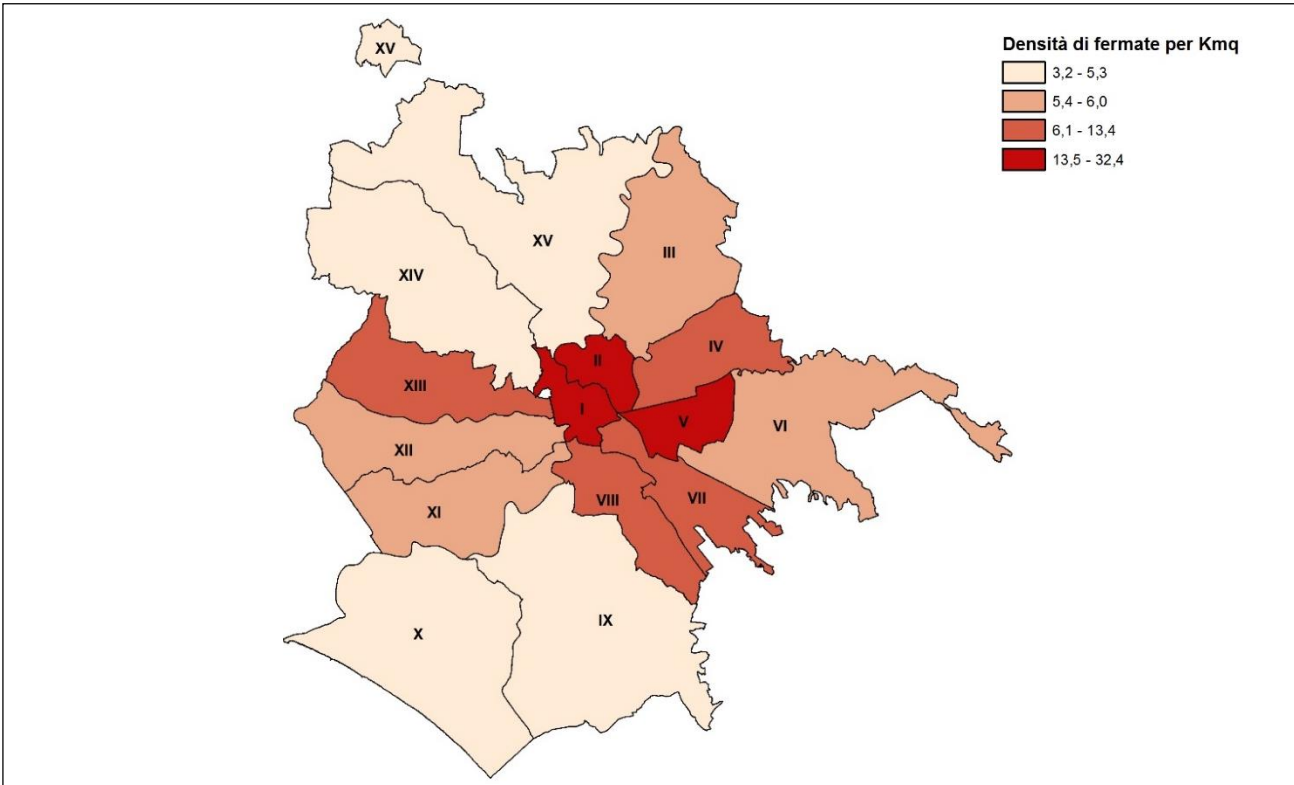 Densità di fermate per Kmq
3,2 - 5,3
5,4 - 6,0
6,1 - 13,4
13,5 - 32,4
XV
XV
III
XIV
IV
II
XIII
I
V
VI
XII
VIII
VII
XI
IX
X